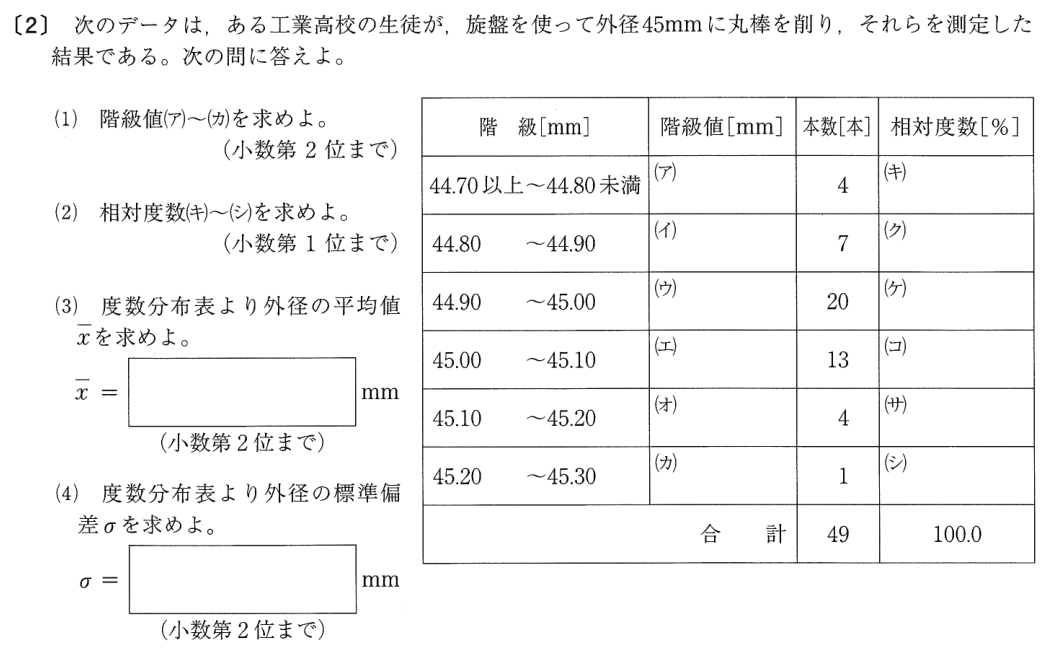 〔2〕 次のデータは，ある工業高校の生徒が，旋盤を使って外径45mmに丸棒を削り，それらを測定した
結果である。次の問に答えよ。
(1) 階級値(ア)～(カ)を求めよ。
(小数第２位まで)
(2) 相対度数(キ)～(シ)を求めよ。
(小数第１位まで)
(3) 度数分布表より外径の平均値
x̄を求めよ。
x̄ = mm
(小数第２位まで)
(4) 度数分布表より外径の標準偏
差σを求めよ。
σ = mm
(小数第２位まで)
階　級[mm] 階級値[mm] 本数[本] 相対度数[％]
44.70以上～44.80未満 (ア) 4 (キ)
44.80 ～44.90 (イ) 7 (ク)
44.90 ～45.00 (ウ) 20 (ケ)
45.00 ～45.10 (エ) 13 (コ)
45.10 ～45.20 (オ) 4 (サ)
45.20 ～45.30 (カ) 1 (シ)
合　計 49 100.0